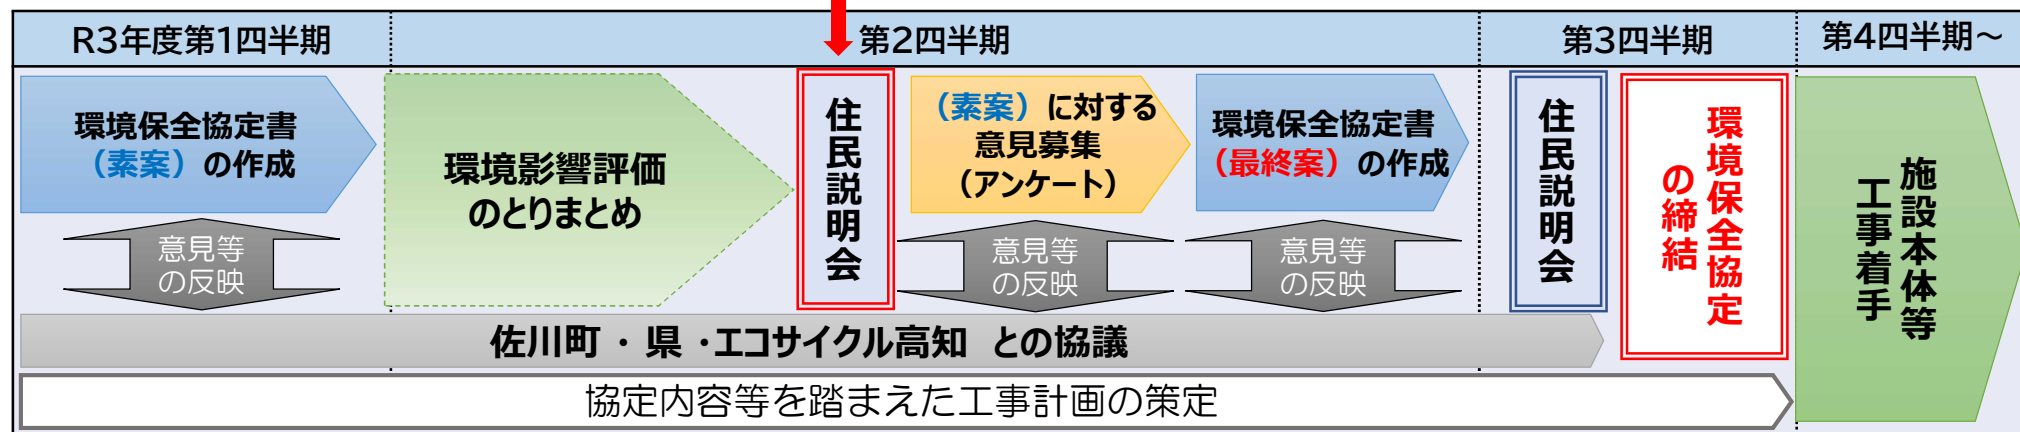 R3年度第1四半期
第2四半期
第3四半期
第4四半期～
環境保全協定書
（素案）の作成
環境影響評価
のとりまとめ
住民説明会
（素案）に対する
意見募集
（アンケート）
環境保全協定書
（最終案）の作成
住民説明会
環境保全協定
の締結
施設本体等
工事着手
意見等
の反映
意見等
の反映
意見等
の反映
佐川町・県・エコサイクル高知 との協議
協定内容等を踏まえた工事計画の策定